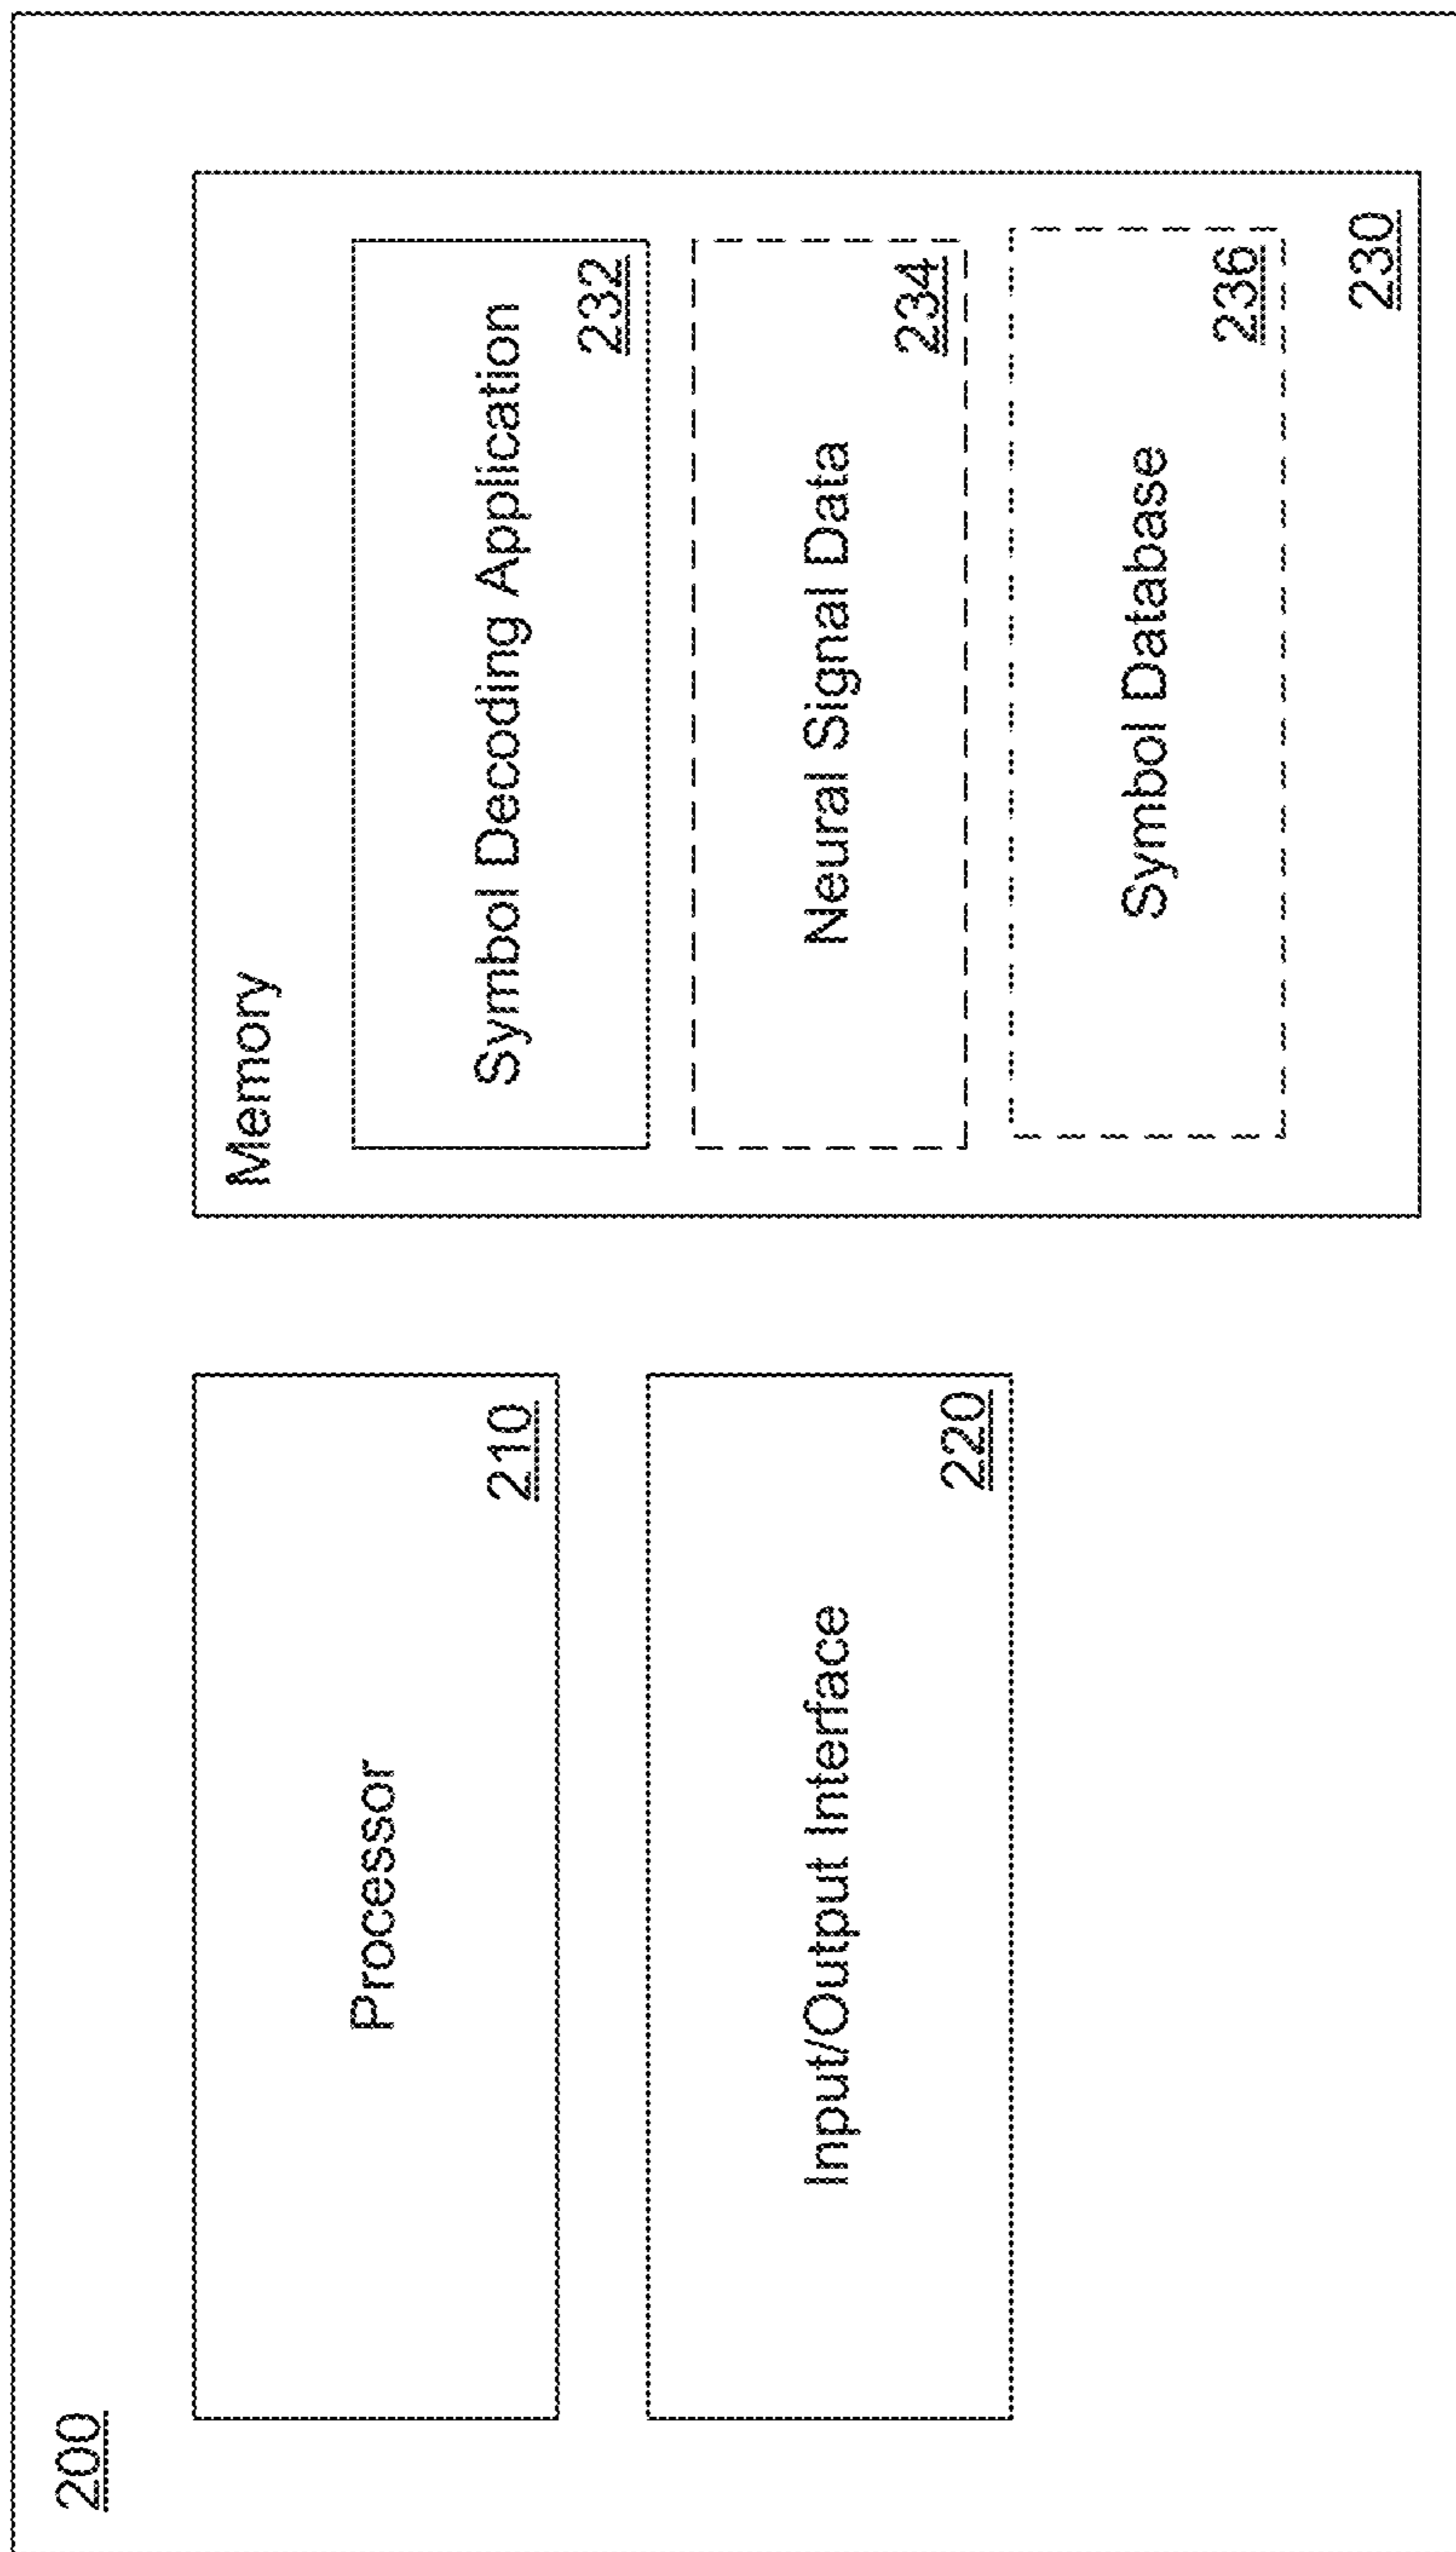 200
Processor
210
Input/Output Interface
220
Memory
Symbol Decoding Application
232
Neural Signal Data
234
Symbol Database
236
230